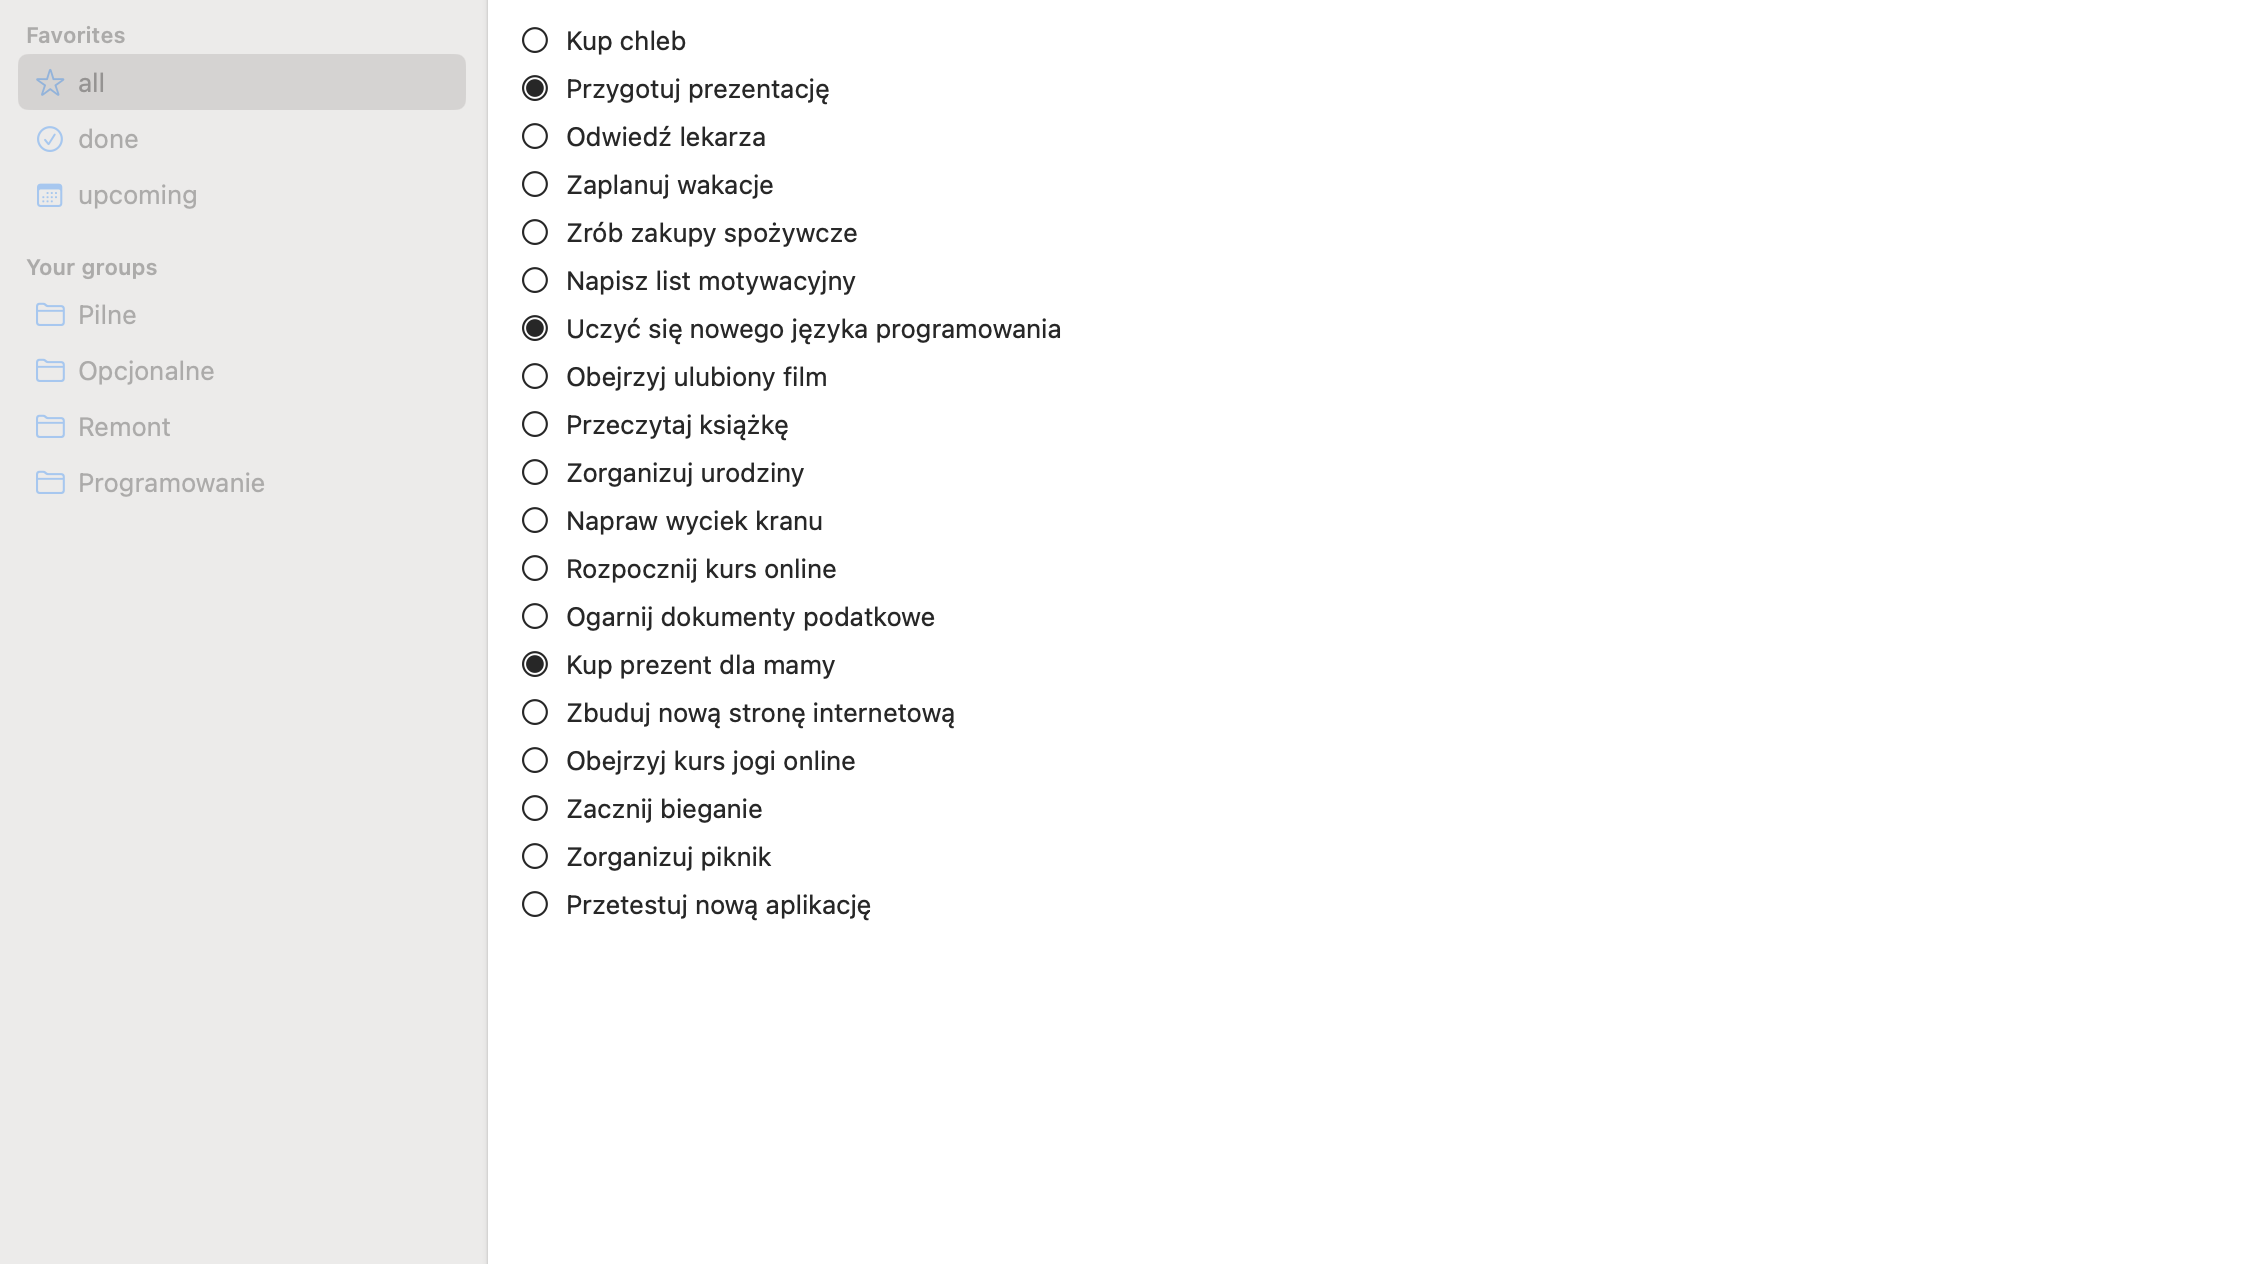 Favorites
all
done
upcoming
Your groups
Pilne
Opcjonalne
Remont
Programowanie
Kup chleb
Przygotuj prezentację
Odwiedź lekarza
Zaplanuj wakacje
Zrób zakupy spożywcze
Napisz list motywacyjny
Uczyć się nowego języka programowania
Obejrzyj ulubiony film
Przeczytaj książkę
Zorganizuj urodziny
Napraw wyciek kranu
Rozpocznij kurs online
Ogarnij dokumenty podatkowe
Kup prezent dla mamy
Zbuduj nową stronę internetową
Obejrzyj kurs jogi online
Zacznij bieganie
Zorganizuj piknik
Przetestuj nową aplikację